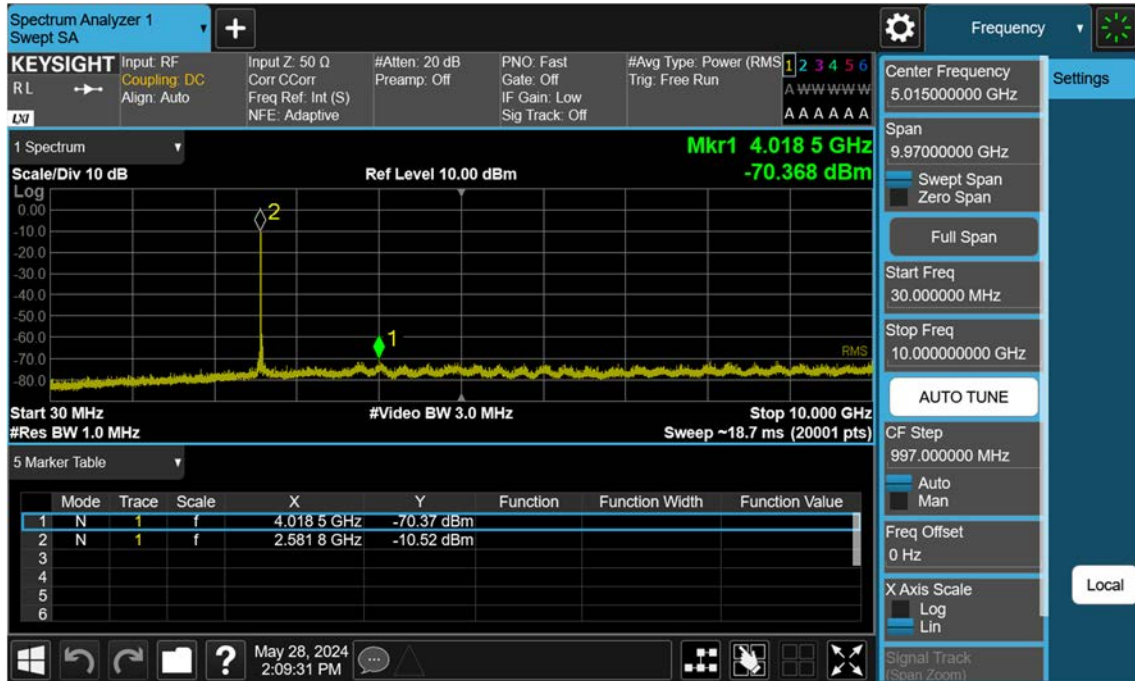 Spectrum Analyzer 1
Swept SA
▼
+
Frequency
▼
KEYSIGHT
RL
LXI
Input: RF
Coupling: DC
Align: Auto
Input Z: 50 Ω
Corr CCorr
Freq Ref: Int (S)
NFE: Adaptive
#Atten: 20 dB
Preamp: Off
PNO: Fast
Gate: Off
IF Gain: Low
Sig Track: Off
#Avg Type: Power (RMS
Trig: Free Run
1 2 3 4 5 6
A W W W W W
A A A A A A
1 Spectrum
▼
Mkr1 4.018 5 GHz
-70.368 dBm
Scale/Div 10 dB
Ref Level 10.00 dBm
Log
0.00
-10.0
-20.0
-30.0
-40.0
-50.0
-60.0
-70.0
-80.0
2
1
RMS
Start 30 MHz
#Video BW 3.0 MHz
Stop 10.000 GHz
#Res BW 1.0 MHz
Sweep ~18.7 ms (20001 pts)
5 Marker Table
▼
Mode Trace Scale X Y Function Function Width Function Value
1 N 1 f 4.018 5 GHz -70.37 dBm
2 N 1 f 2.581 8 GHz -10.52 dBm
3
4
5
6
?
May 28, 2024
2:09:31 PM
Center Frequency
5.015000000 GHz
Settings
Span
9.97000000 GHz
Swept Span
Zero Span
Full Span
Start Freq
30.000000 MHz
Stop Freq
10.000000000 GHz
AUTO TUNE
CF Step
997.000000 MHz
Auto
Man
Freq Offset
0 Hz
X Axis Scale
Log
Lin
Local
Signal Track
(Span Zoom)